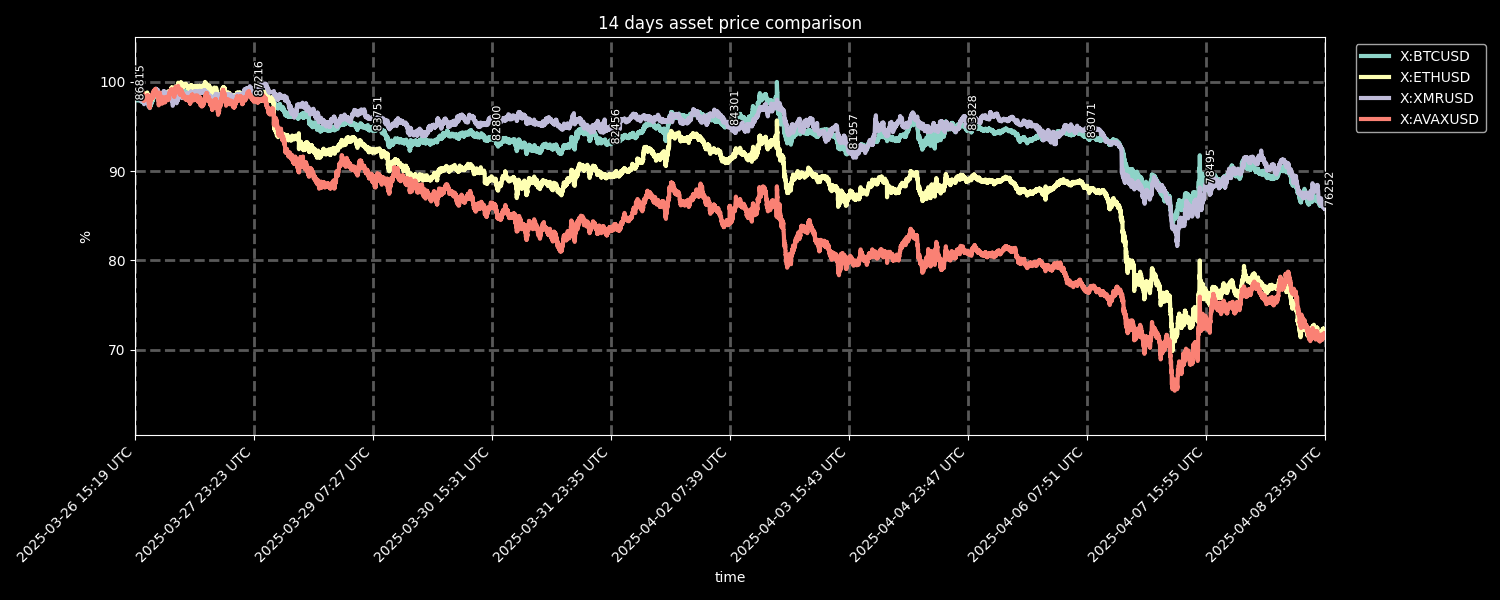 14 days asset price comparison
X:BTCUSD
X:ETHUSD
X:XMRUSD
X:AVAXUSD
%
100
90
80
70
86815
87216
83751
82800
82456
84301
81957
83828
83071
78495
76252
2025-03-26 15:19 UTC
2025-03-27 23:23 UTC
2025-03-29 07:27 UTC
2025-03-30 15:31 UTC
2025-03-31 23:35 UTC
2025-04-02 07:39 UTC
2025-04-03 15:43 UTC
2025-04-04 23:47 UTC
2025-04-06 07:51 UTC
2025-04-07 15:55 UTC
2025-04-08 23:59 UTC
time